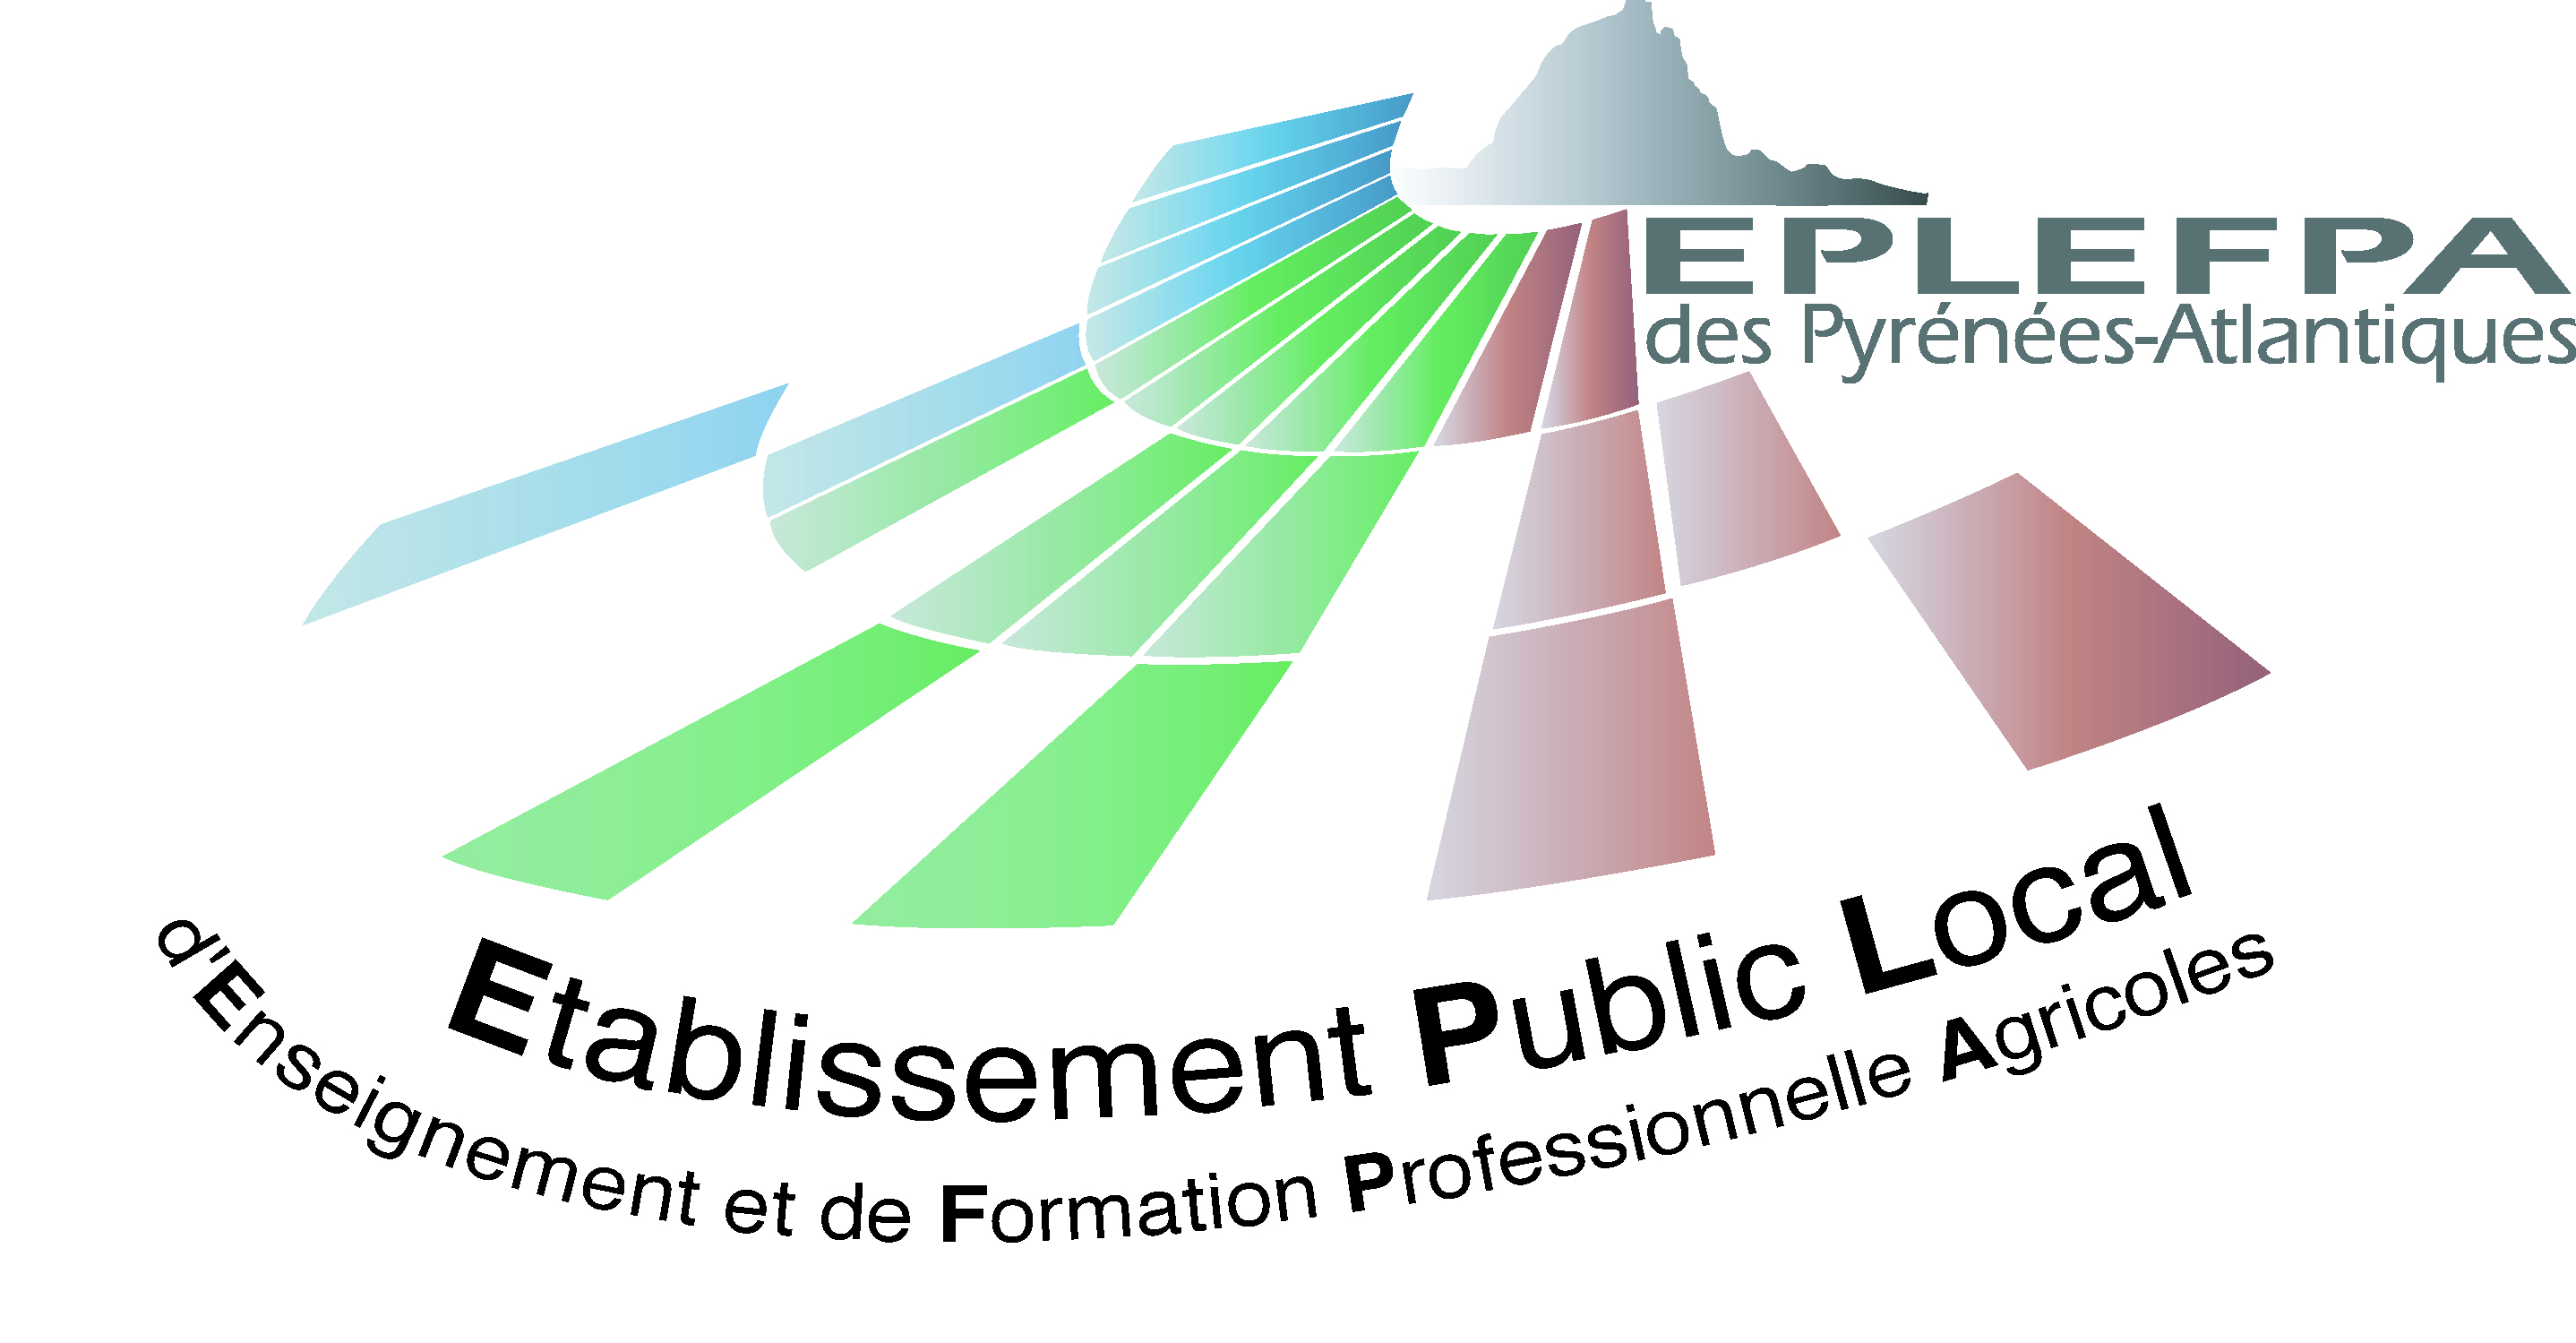 EPLEFPA
des Pyrénées-Atlantiques
Etablissement Public Local
d'Enseignement et de Formation Professionnelle Agricoles